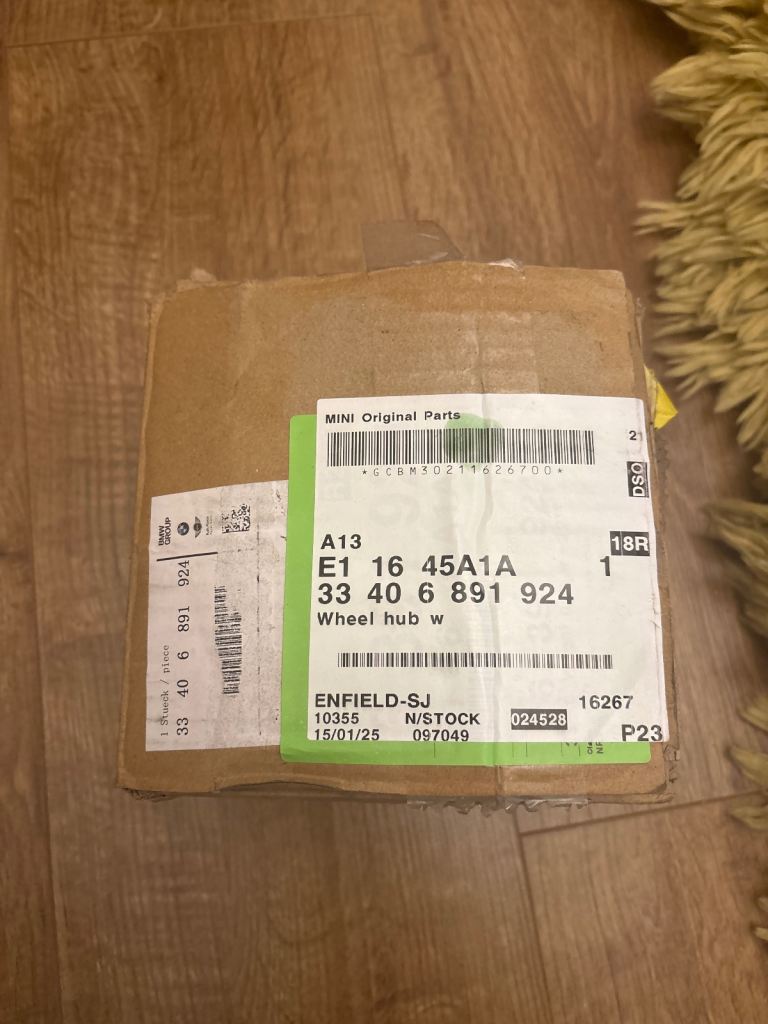 MINI Original Parts
*GCBM30211626700*
21
DSO
A13
18R
E1 16 45A1A 1
33 40 6 891 924
Wheel hub w
ENFIELD-SJ 16267
10355 N/STOCK 024528
15/01/25 097049 P23
BMW
GROUP
1 Stueck / piece
33 40 6 891 924